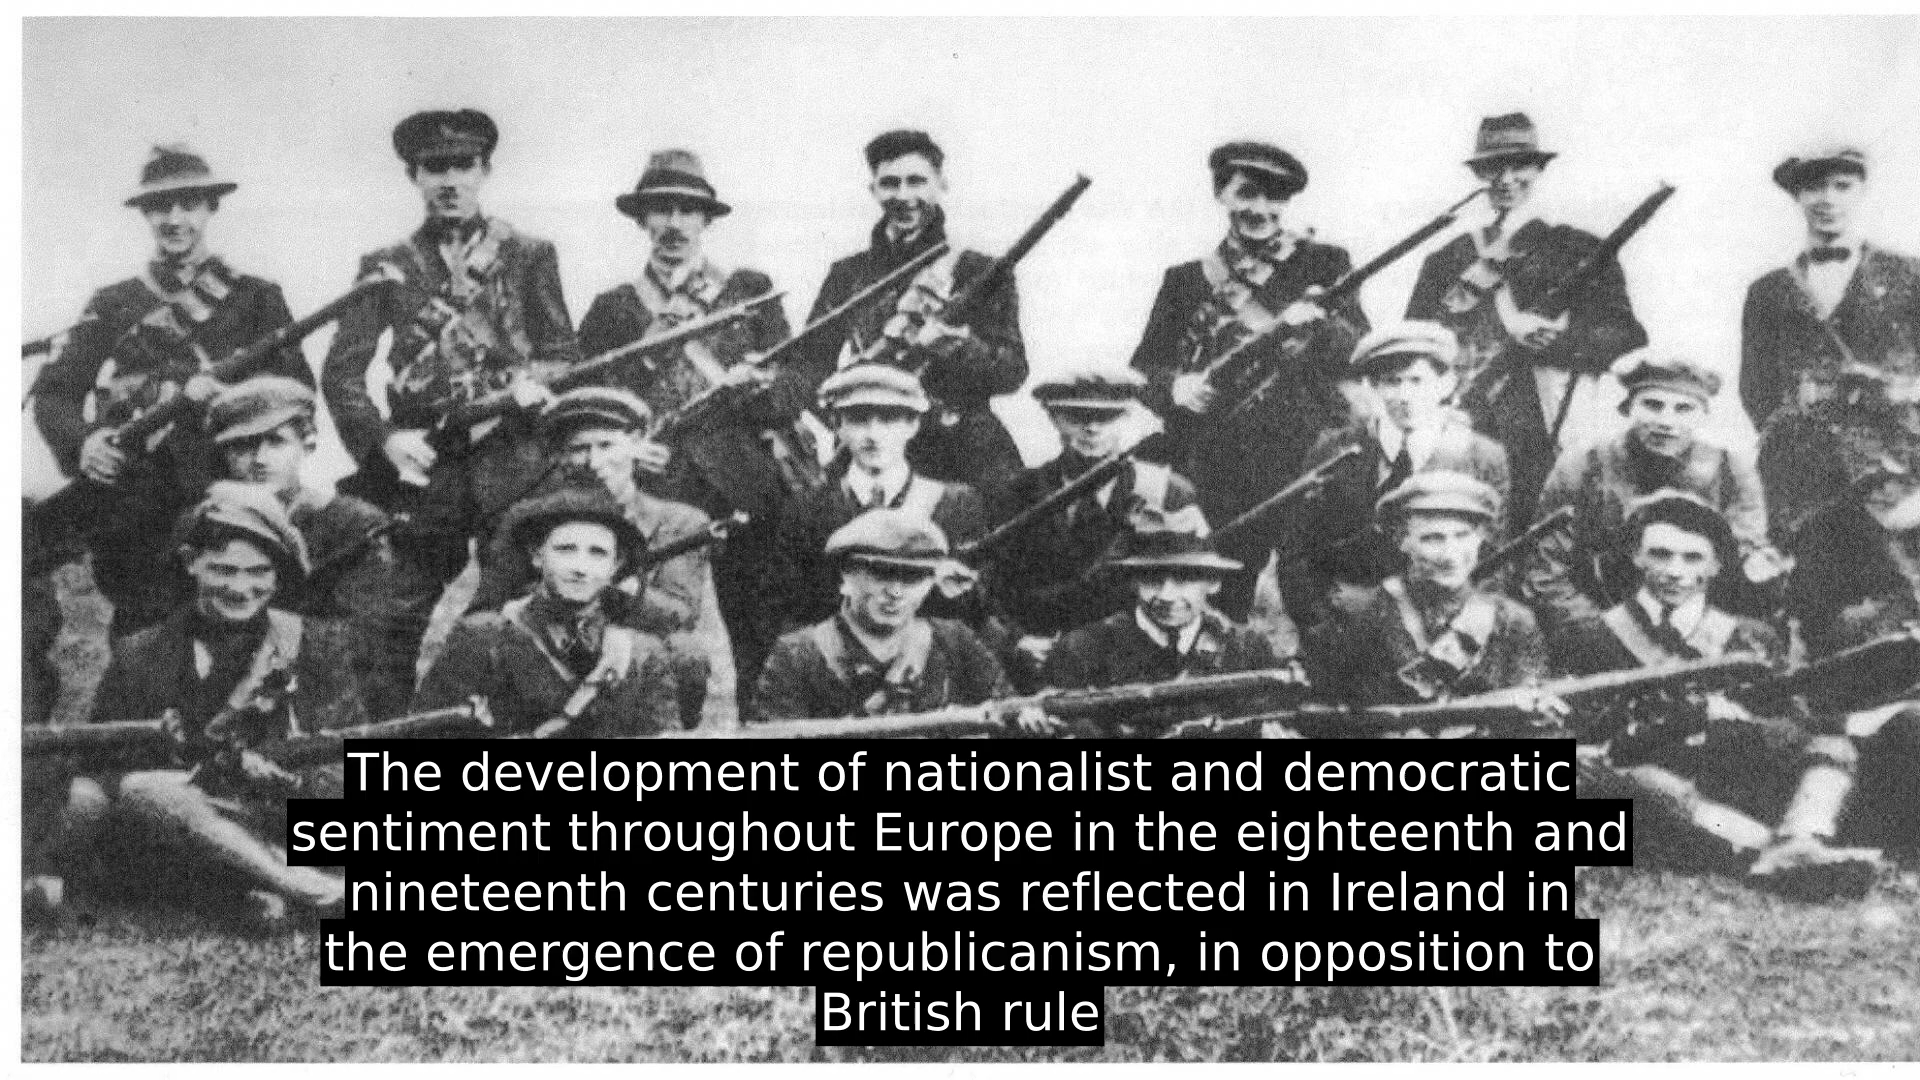 The development of nationalist and democratic
sentiment throughout Europe in the eighteenth and
nineteenth centuries was reflected in Ireland in
the emergence of republicanism, in opposition to
British rule